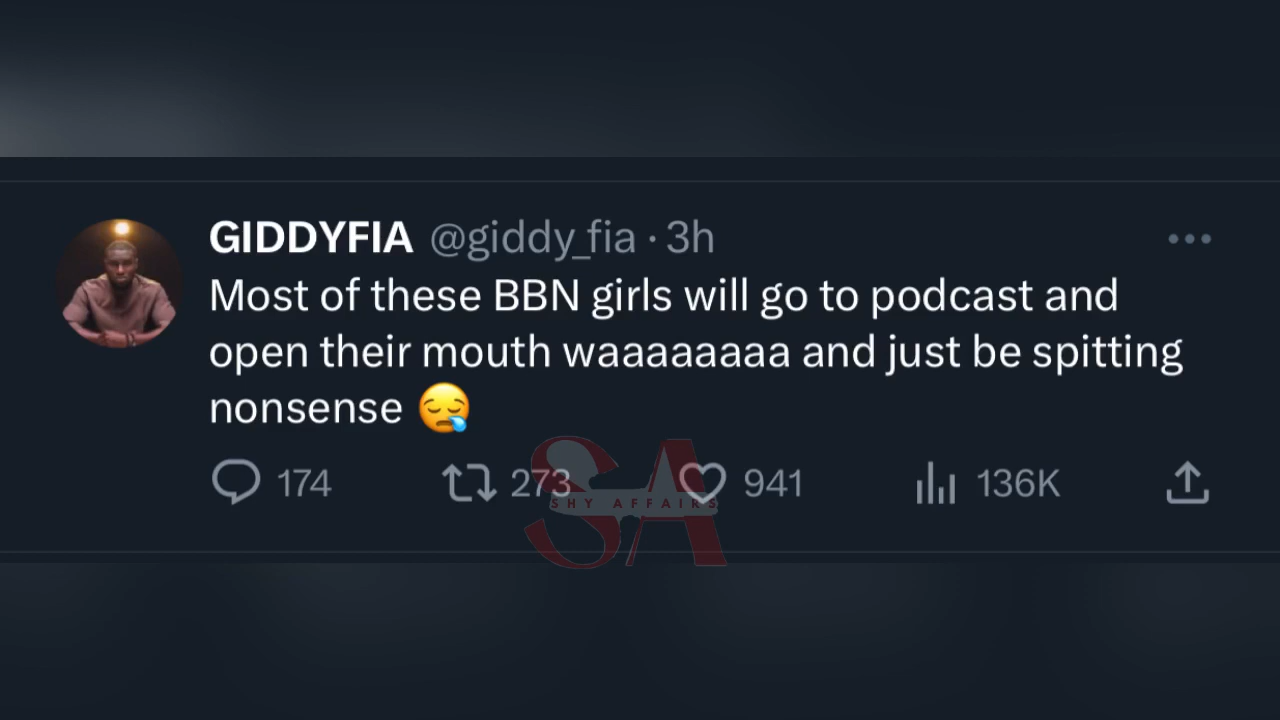 GIDDYFIA @giddy_fia · 3h
Most of these BBN girls will go to podcast and
open their mouth waaaaaaaa and just be spitting
nonsense 😪
174 273 941 136K
SA
SHY AFFAIRS